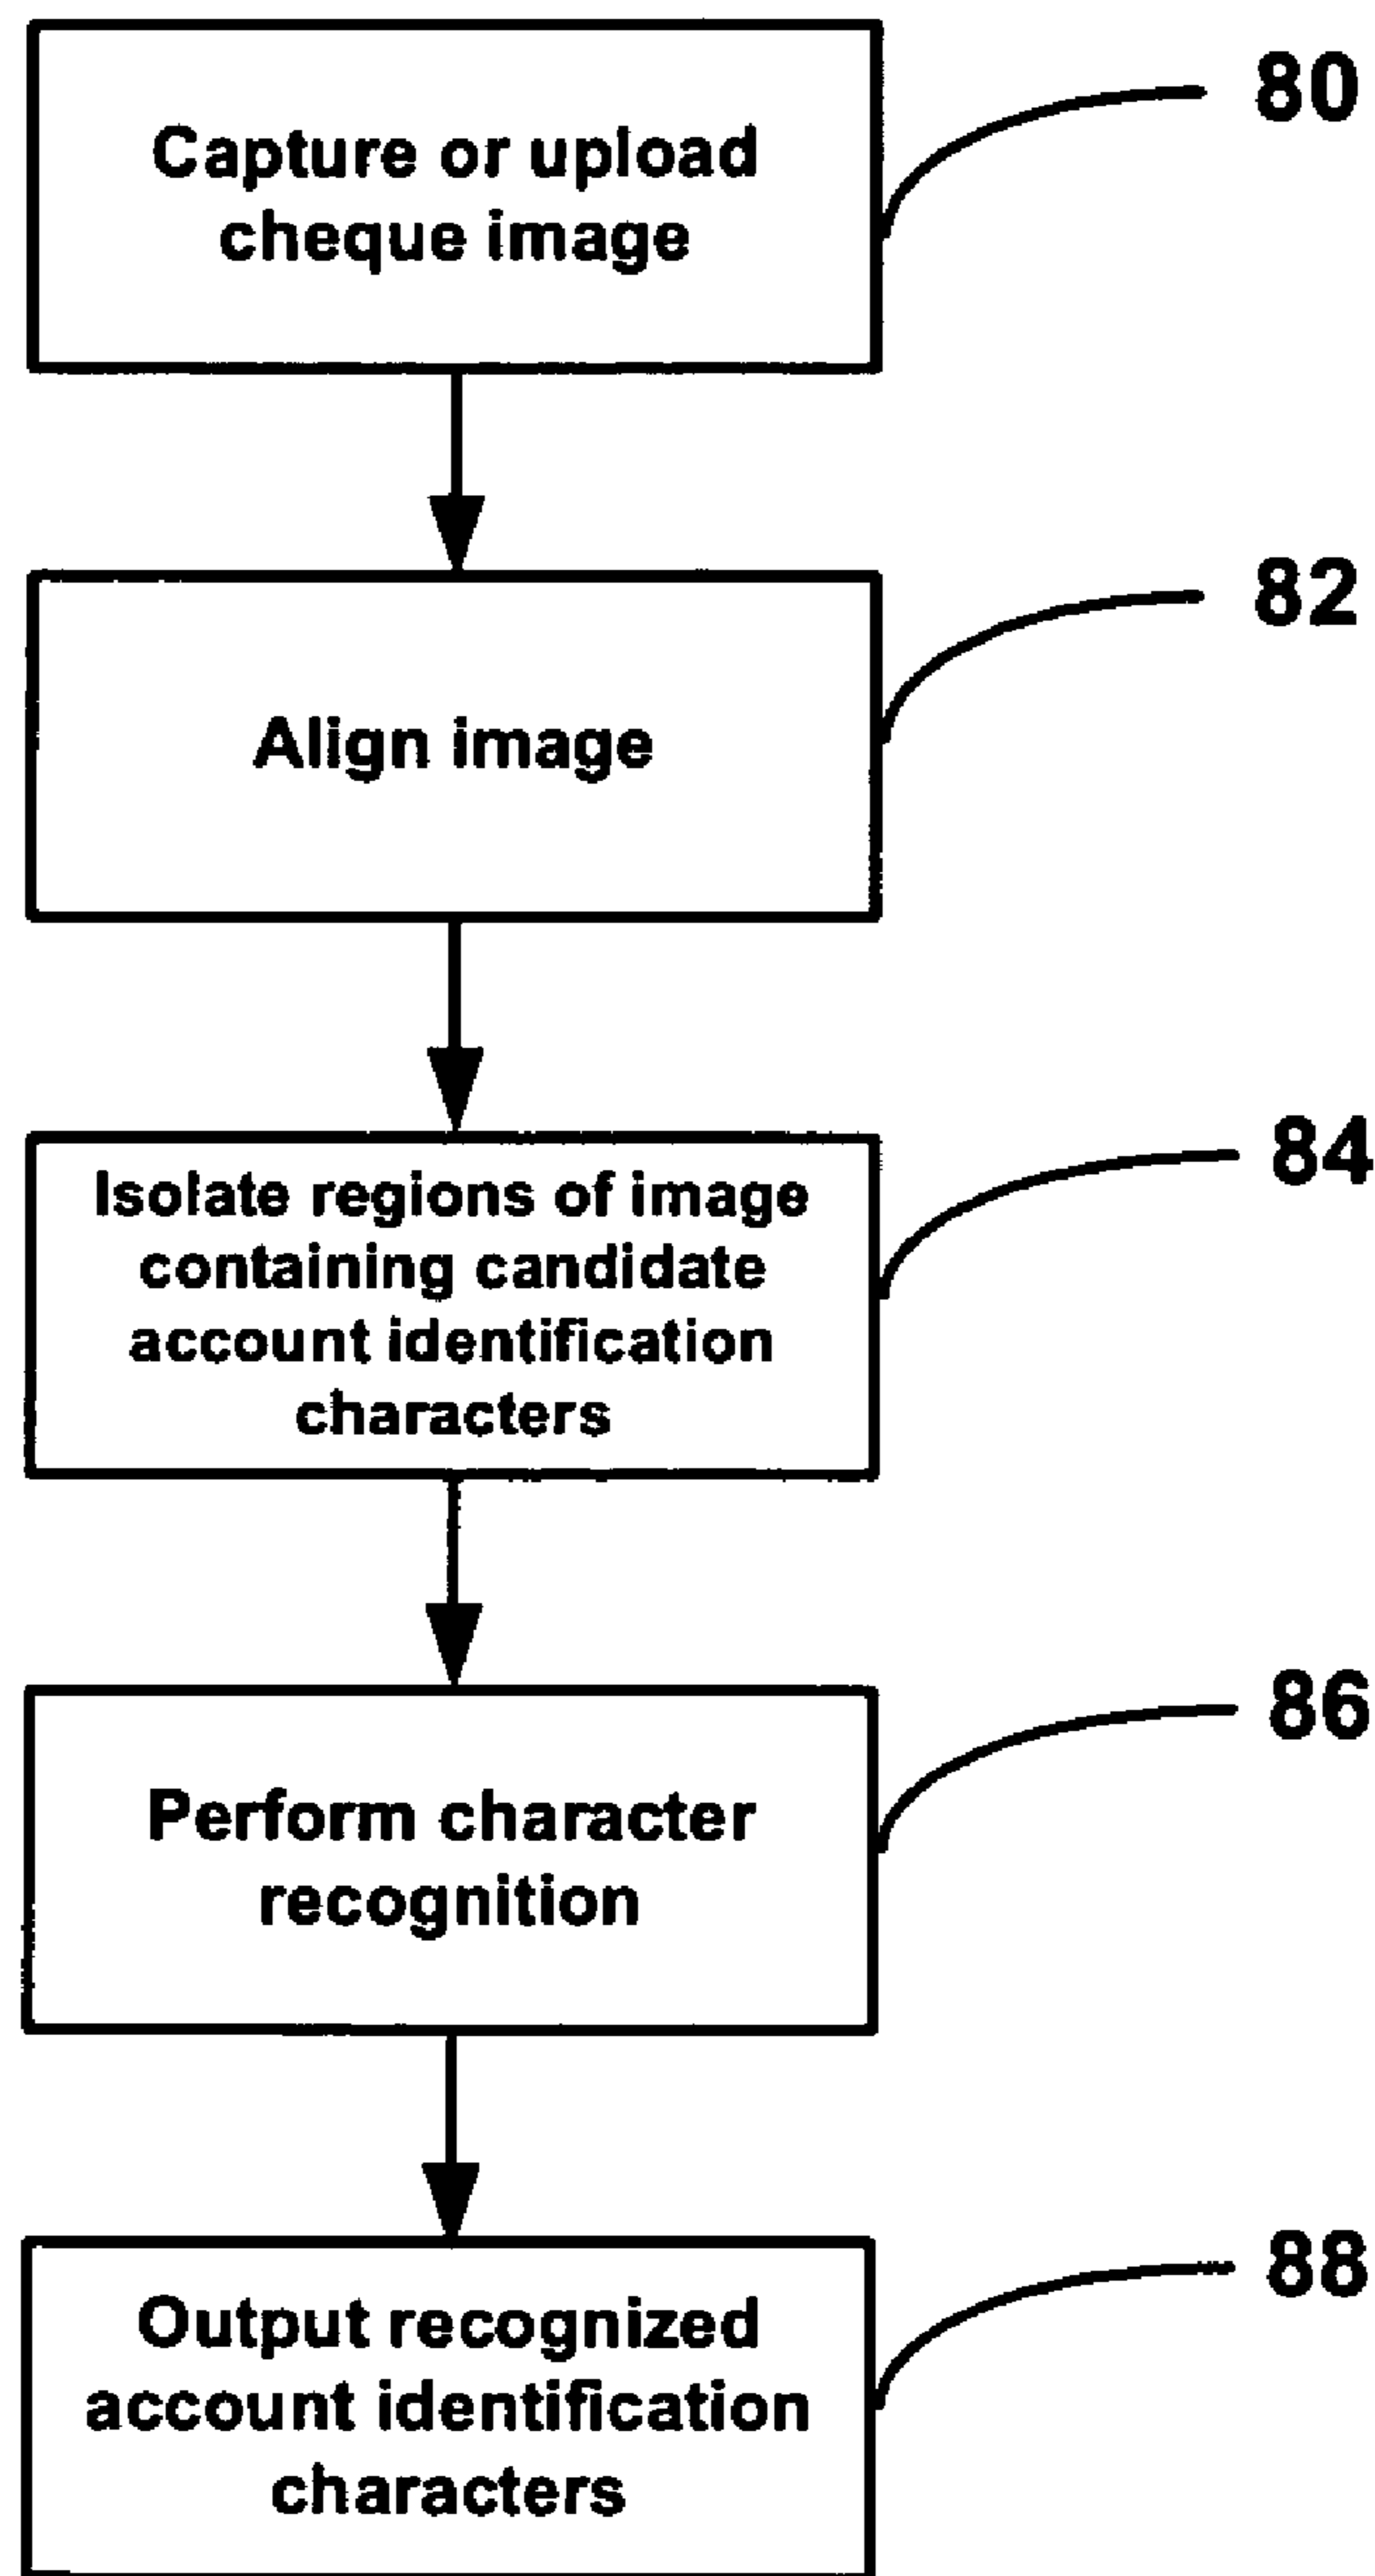 Capture or upload
cheque image
80
Align image
82
Isolate regions of image
containing candidate
account identification
characters
84
Perform character
recognition
86
Output recognized
account identification
characters
88